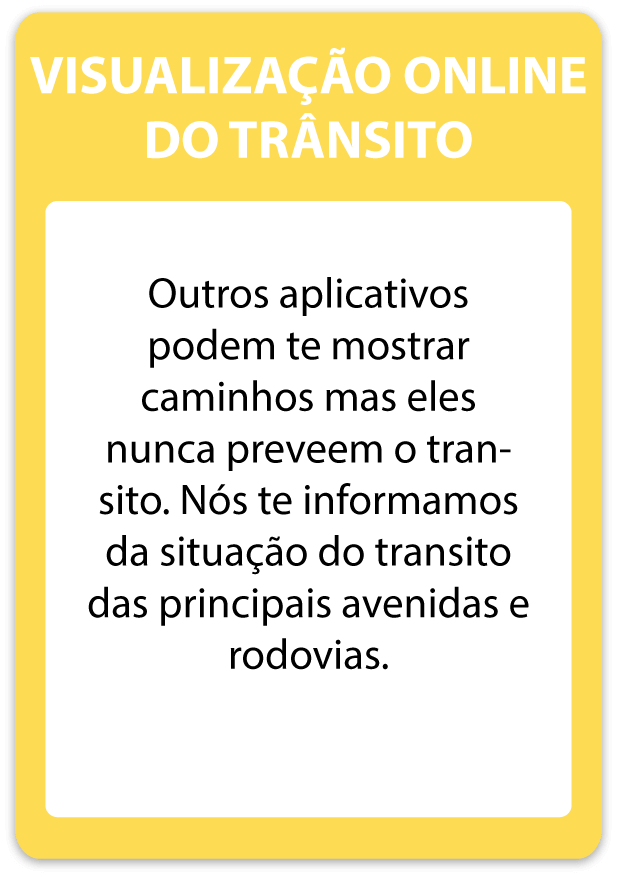 VISUALIZAÇÃO ONLINE
DO TRÂNSITO
Outros aplicativos
podem te mostrar
caminhos mas eles
nunca preveem o tran-
sito. Nós te informamos
da situação do transito
das principais avenidas e
rodovias.